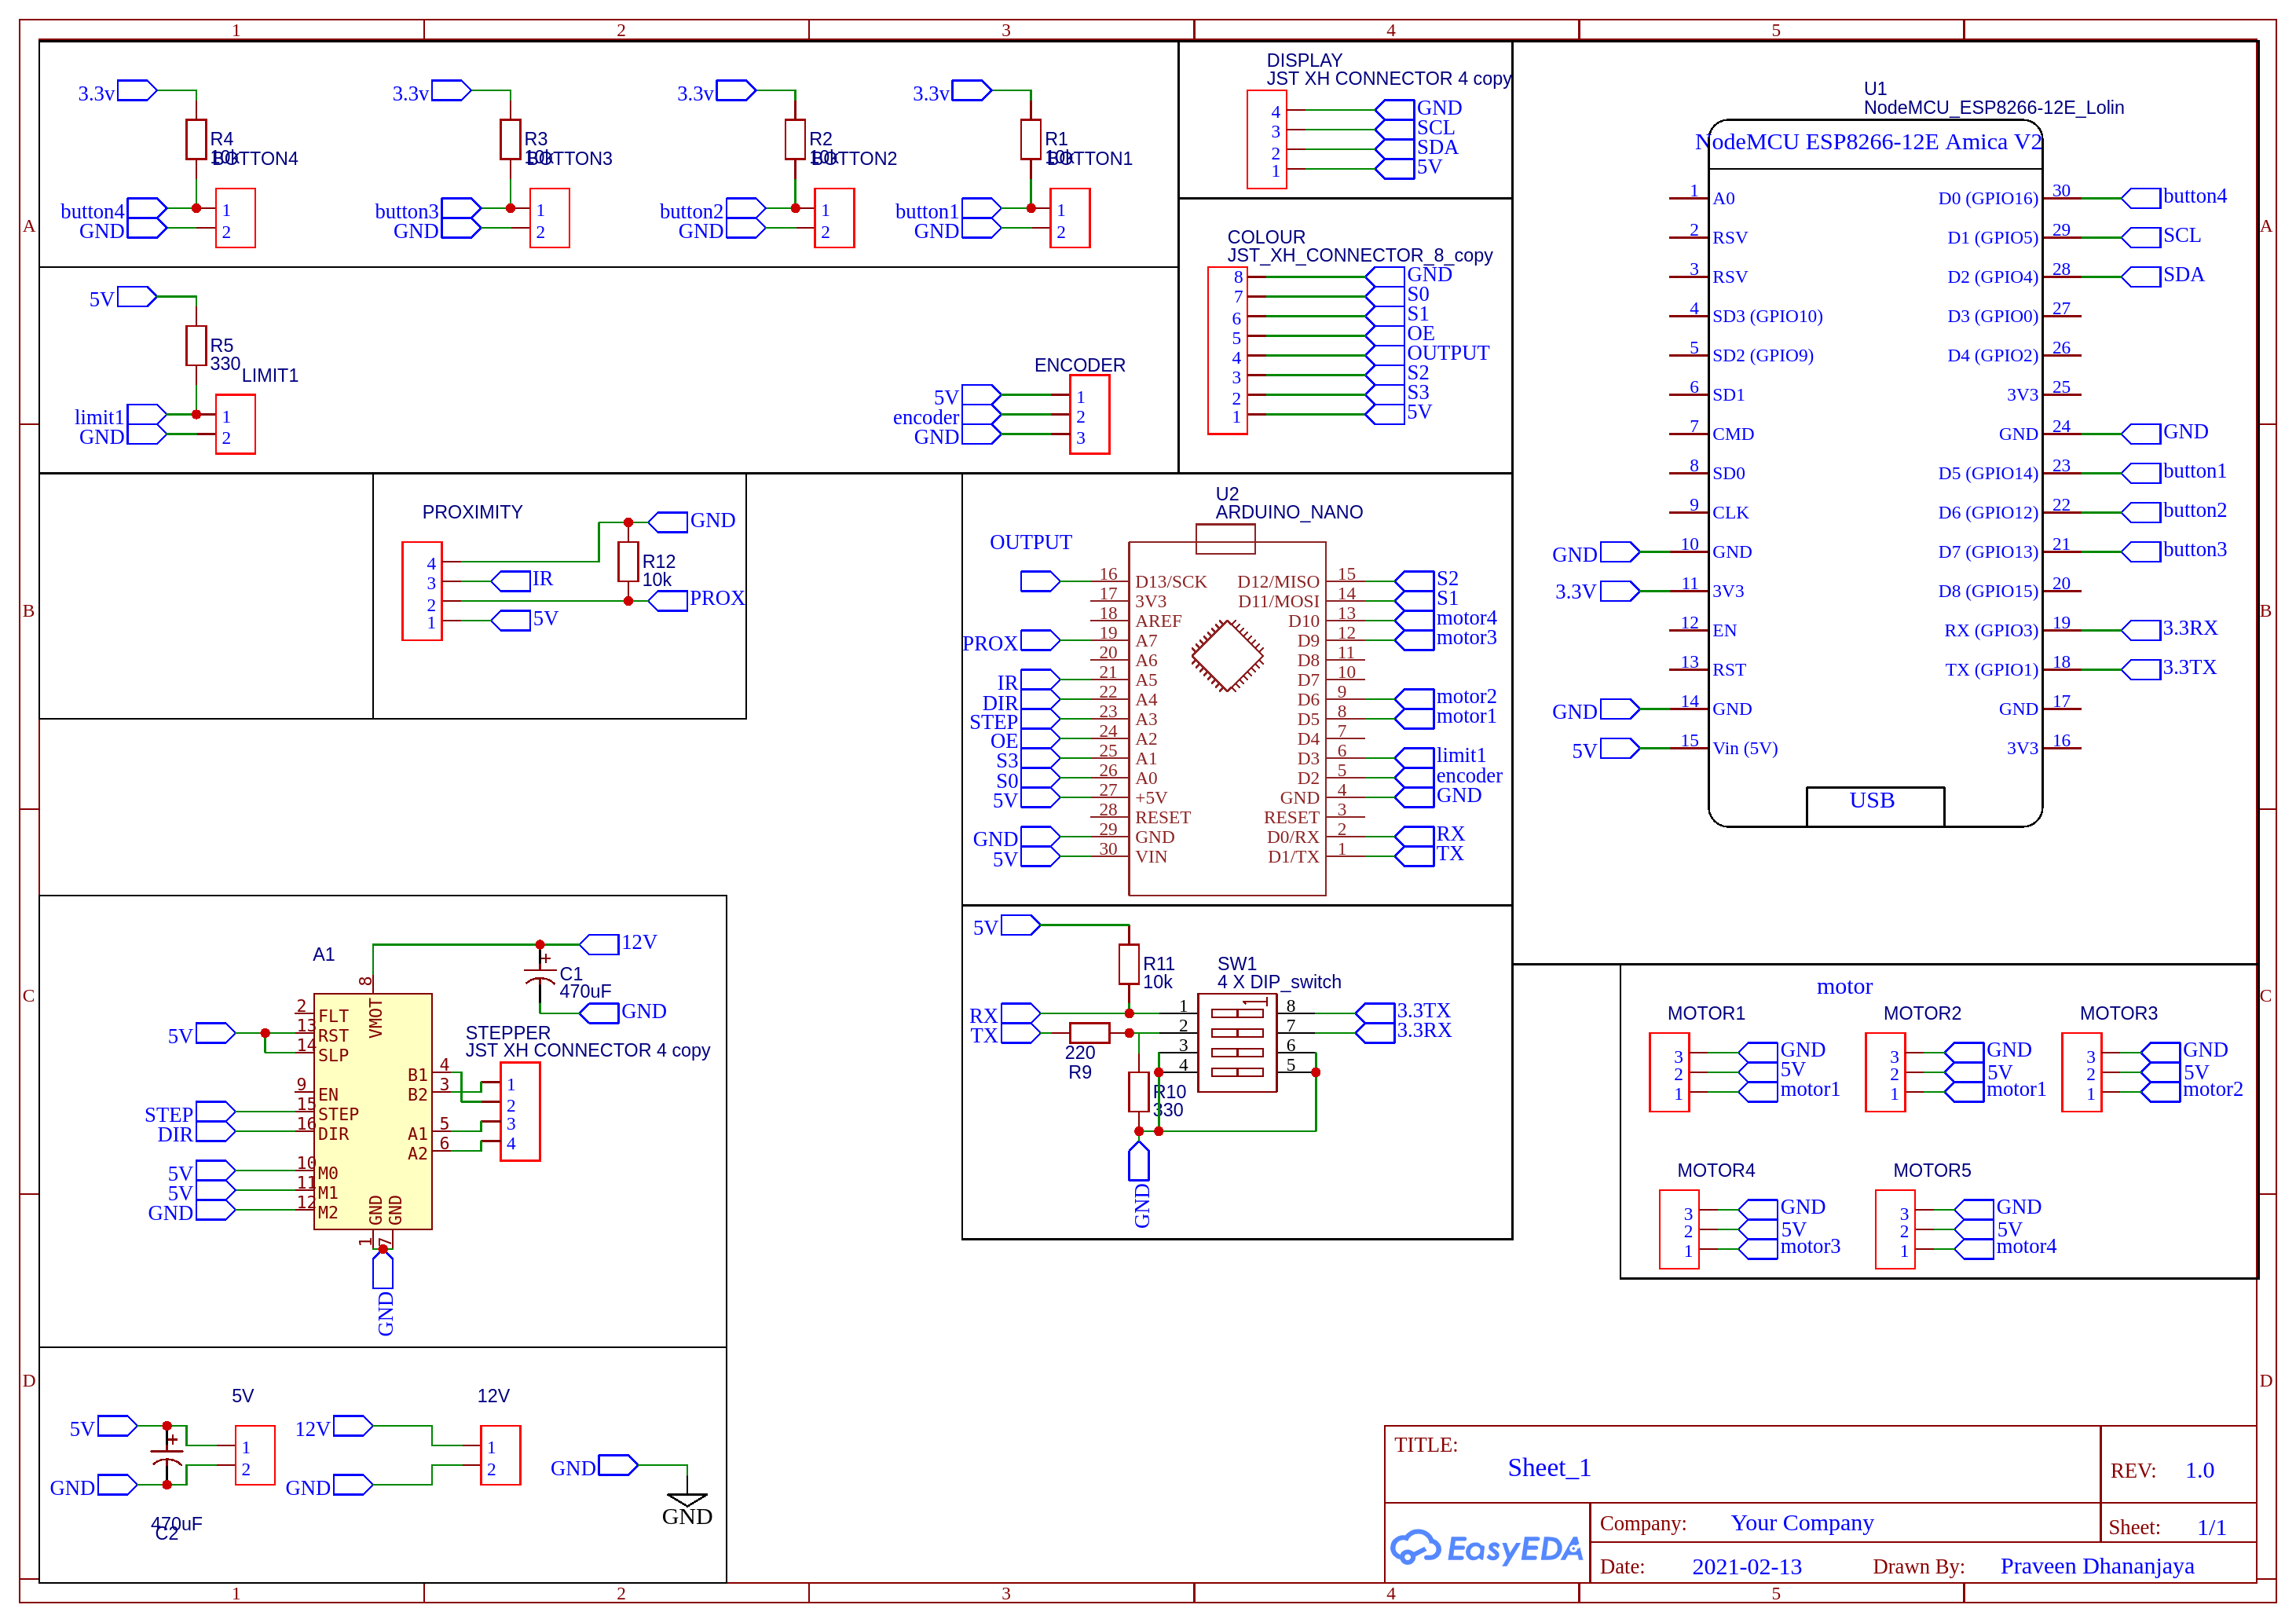 1 2 3 4 5
A A
B B
C C
D D
1 2 3 4 5
3.3v
R4
10k
BOTTON4
button4
GND
1
2
3.3v
R3
10k
BOTTON3
button3
GND
1
2
3.3v
R2
10k
BOTTON2
button2
GND
1
2
3.3v
R1
10k
BOTTON1
button1
GND
1
2
5V
R5
330
LIMIT1
limit1
GND
1
2
ENCODER
5V
encoder
GND
1
2
3
DISPLAY
JST XH CONNECTOR 4 copy
4 GND
3 SCL
2 SDA
1 5V
COLOUR
JST_XH_CONNECTOR_8_copy
8 GND
7 S0
6 S1
5 OE
4 OUTPUT
3 S2
2 S3
1 5V
U1
NodeMCU_ESP8266-12E_Lolin
NodeMCU ESP8266-12E Amica V2
1 A0 D0 (GPIO16) 30 button4
2 RSV D1 (GPIO5) 29 SCL
3 RSV D2 (GPIO4) 28 SDA
4 SD3 (GPIO10) D3 (GPIO0) 27
5 SD2 (GPIO9) D4 (GPIO2) 26
6 SD1 3V3 25
7 CMD GND 24 GND
8 SD0 D5 (GPIO14) 23 button1
9 CLK D6 (GPIO12) 22 button2
GND 10 GND D7 (GPIO13) 21 button3
3.3V 11 3V3 D8 (GPIO15) 20
12 EN RX (GPIO3) 19 3.3RX
13 RST TX (GPIO1) 18 3.3TX
GND 14 GND GND 17
5V 15 Vin (5V) 3V3 16
USB
PROXIMITY
4 GND
3 IR
2 PROX
1 5V
R12
10k
U2
ARDUINO_NANO
OUTPUT
16 D13/SCK D12/MISO 15 S2
17 3V3 D11/MOSI 14 S1
18 AREF D10 13 motor4
PROX 19 A7 D9 12 motor3
20 A6 D8 11
IR 21 A5 D7 10
DIR 22 A4 D6 9 motor2
STEP 23 A3 D5 8 motor1
OE 24 A2 D4 7
S3 25 A1 D3 6 limit1
S0 26 A0 D2 5 encoder
5V 27 +5V GND 4 GND
28 RESET RESET 3
GND 29 GND D0/RX 2 RX
5V 30 VIN D1/TX 1 TX
5V
R11
10k
SW1
4 X DIP_switch
1
RX 1 8 3.3TX
TX 2 7 3.3RX
3 6
4 5
220
R9
R10
330
GND
motor
MOTOR1
3 GND
2 5V
1 motor1
MOTOR2
3 GND
2 5V
1 motor1
MOTOR3
3 GND
2 5V
1 motor2
MOTOR4
3 GND
2 5V
1 motor3
MOTOR5
3 GND
2 5V
1 motor4
A1
12V
+
C1
470uF
GND
8
VMOT
2 FLT
5V 13 RST
14 SLP
9 EN
STEP 15 STEP
DIR 16 DIR
5V 10 M0
5V 11 M1
GND 12 M2
B1 4
B2 3
A1 5
A2 6
GND GND
1 7
GND
STEPPER
JST XH CONNECTOR 4 copy
1
2
3
4
5V
5V
+
GND
1
2
470uF
C2
12V
12V
GND
1
2
GND
GND
TITLE:
Sheet_1
REV: 1.0
EasyEDA
Company: Your Company
Sheet: 1/1
Date: 2021-02-13
Drawn By: Praveen Dhananjaya